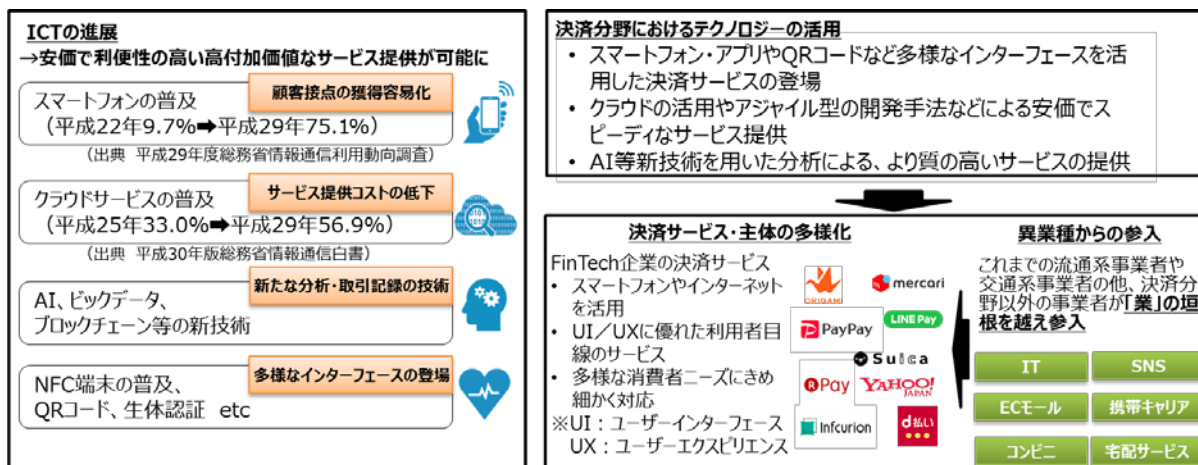 ICTの進展
→安価で利便性の高い高付加価値なサービス提供が可能に
顧客接点の獲得容易化
スマートフォンの普及
（平成22年9.7%➡平成29年75.1%）
（出典 平成29年度総務省情報通信利用動向調査）
サービス提供コストの低下
クラウドサービスの普及
（平成25年33.0%➡平成29年56.9%）
（出典 平成30年版総務省情報通信白書）
新たな分析・取引記録の技術
AI、ビックデータ、
ブロックチェーン等の新技術
多様なインターフェースの登場
NFC端末の普及、
QRコード、生体認証 etc
決済分野におけるテクノロジーの活用
• スマートフォン・アプリやQRコードなど多様なインターフェースを活
用した決済サービスの登場
• クラウドの活用やアジャイル型の開発手法などによる安価でス
ピーディなサービス提供
• AI等新技術を用いた分析による、より質の高いサービスの提供
決済サービス・主体の多様化
FinTech企業の決済サービス
• スマートフォンやインターネット
を活用
• UI／UXに優れた利用者目
線のサービス
• 多様な消費者ニーズにきめ
細かく対応
※UI：ユーザーインターフェース
UX：ユーザーエクスピリエンス
ORIGAMI
mercari
PayPay
LINE Pay
Suica
R Pay
YAHOO!
JAPAN
Infcurion
d払い
異業種からの参入
これまでの流通系事業者や
交通系事業者の他、決済分
野以外の事業者が「業」の垣
根を越え参入
IT
SNS
ECモール
携帯キャリア
コンビニ
宅配サービス